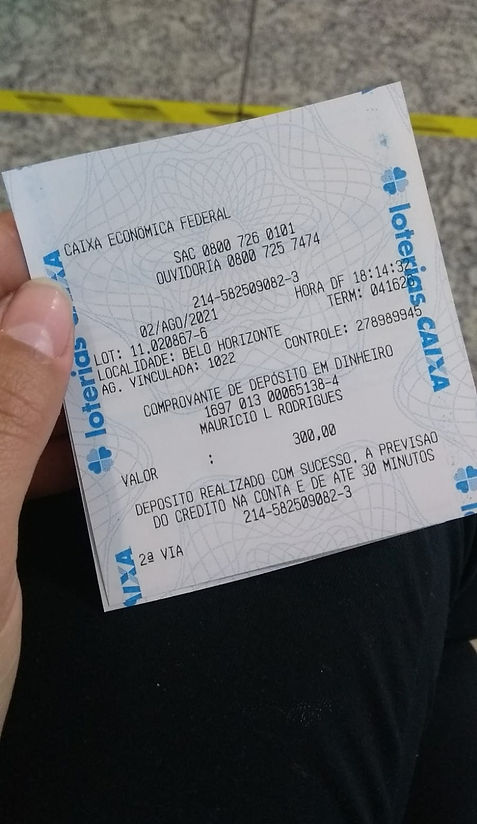 CAIXA ECONOMICA FEDERAL
SAC 0800 726 0101
OUVIDORIA 0800 725 7474
214-582509082-3
02/AGO/2021 HORA DF 18:14:32
LOT: 11.020867-6 TERM: 041626
LOCALIDADE: BELO HORIZONTE
AG. VINCULADA: 1022 CONTROLE: 278989945
COMPROVANTE DE DEPÓSITO EM DINHEIRO
1697 013 00065138-4
MAURICIO L RODRIGUES
VALOR : 300,00
DEPOSITO REALIZADO COM SUCESSO. A PREVISAO
DO CREDITO NA CONTA E DE ATE 30 MINUTOS
214-582509082-3
2ª VIA
loterias CAIXA
loterias CAIXA